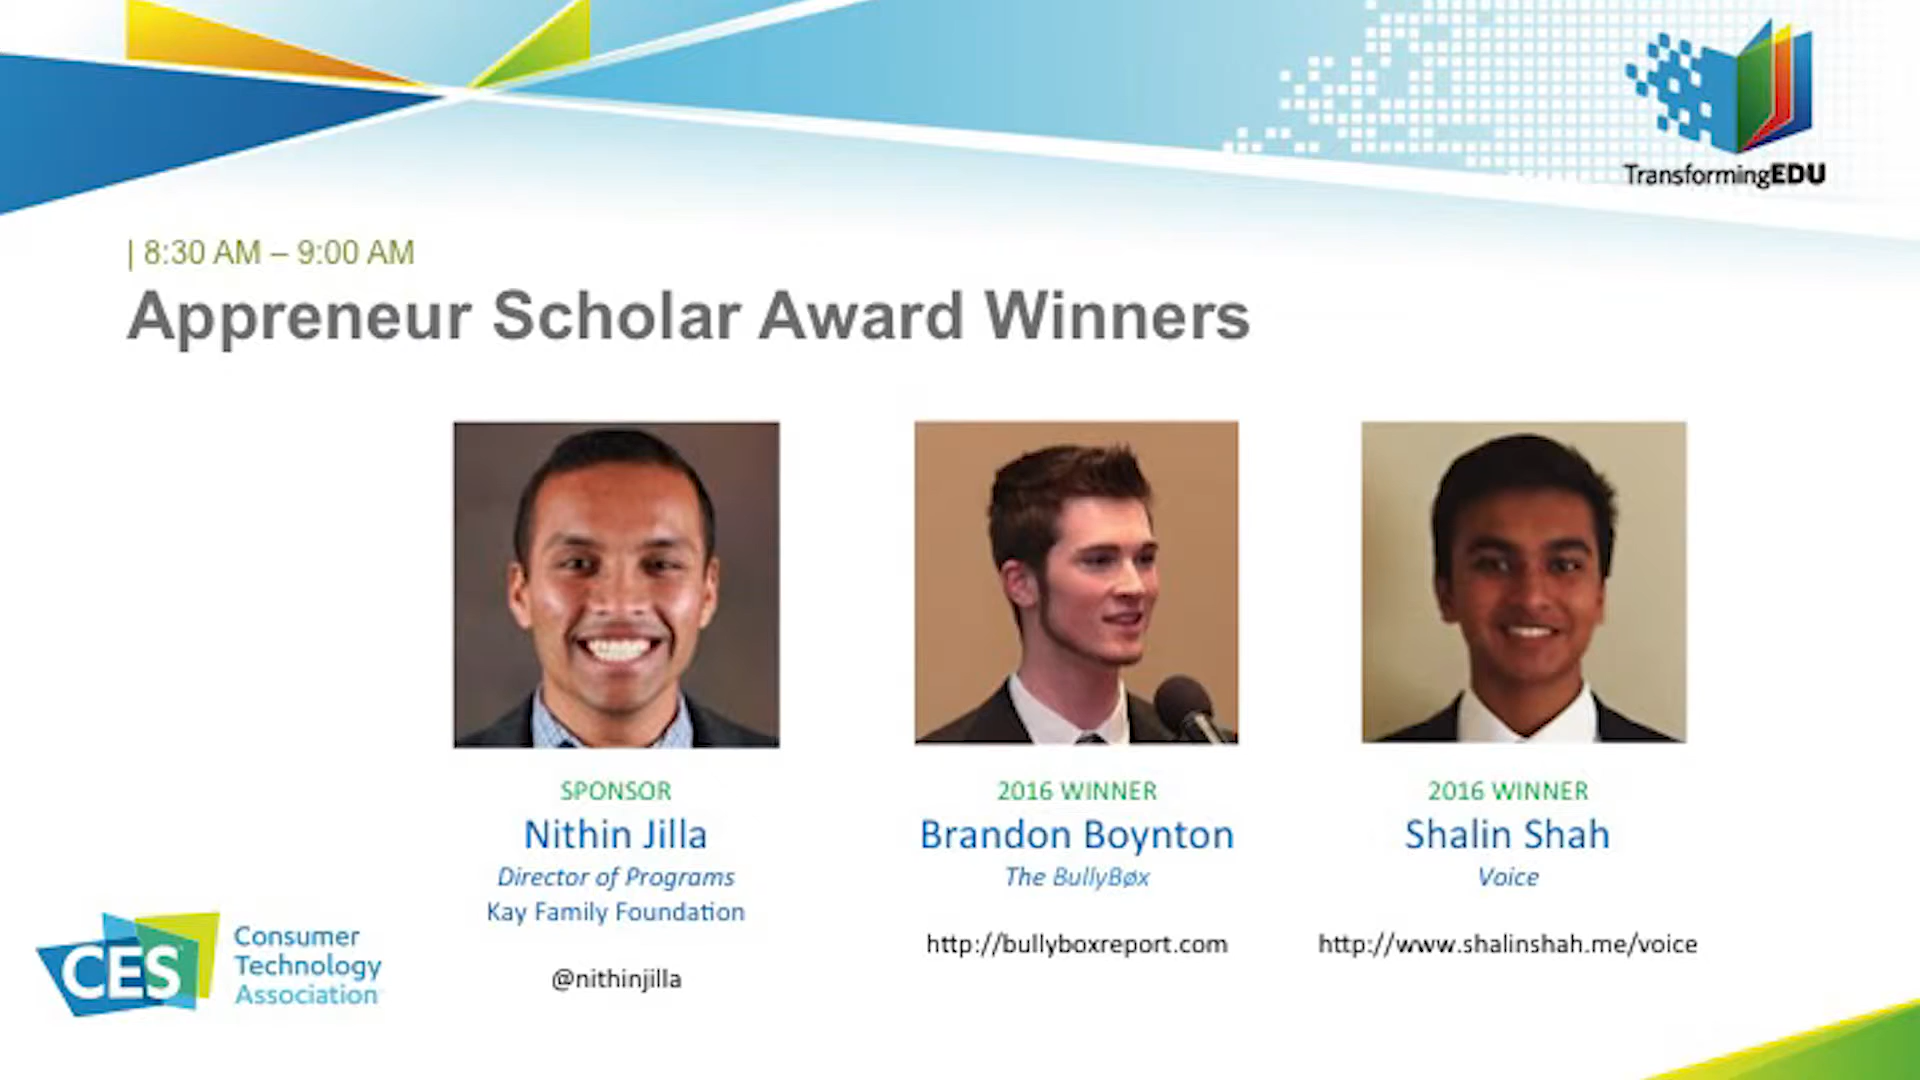 TransformingEDU
| 8:30 AM – 9:00 AM
Appreneur Scholar Award Winners
SPONSOR
Nithin Jilla
Director of Programs
Kay Family Foundation
@nithinjilla
2016 WINNER
Brandon Boynton
The BullyBøx
http://bullyboxreport.com
2016 WINNER
Shalin Shah
Voice
http://www.shalinshah.me/voice
CES
Consumer
Technology
Association